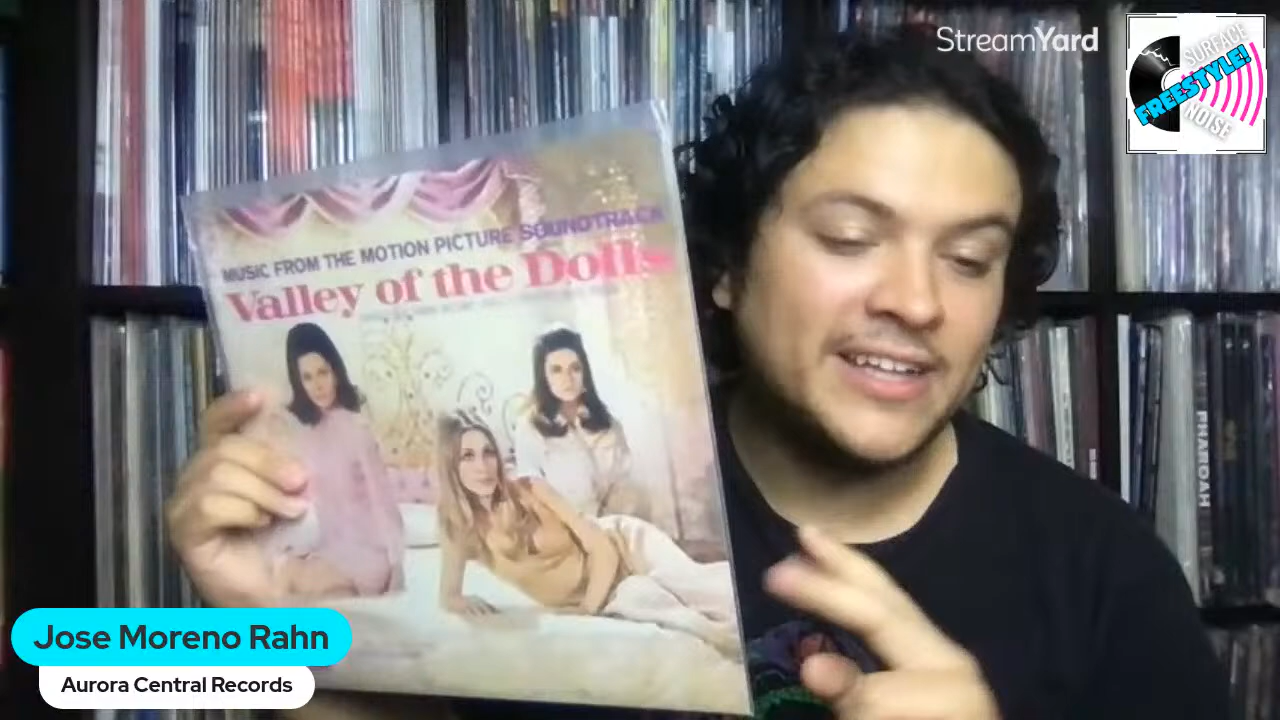 StreamYard
SURFACE
FREESTYLE!
NOISE
MUSIC FROM THE MOTION PICTURE SOUNDTRACK
Valley of the Dolls
PHAROAH
Jose Moreno Rahn
Aurora Central Records